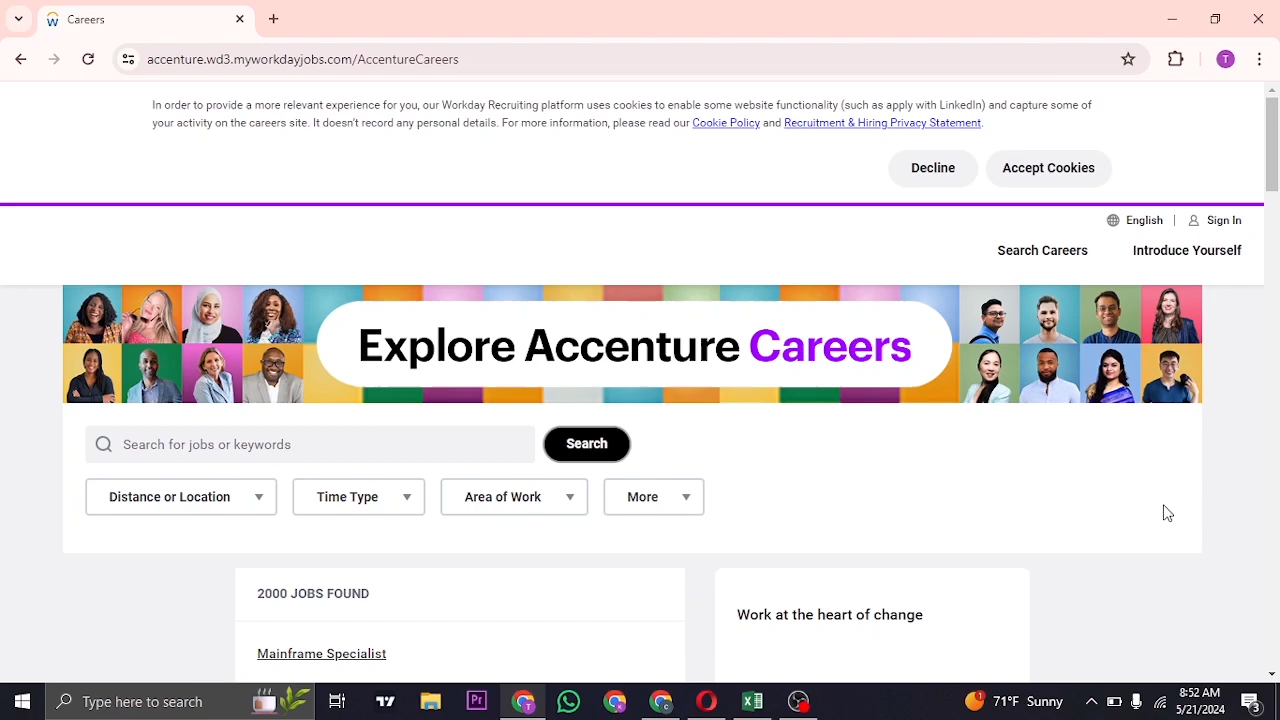 Careers
accenture.wd3.myworkdayjobs.com/AccentureCareers
T
In order to provide a more relevant experience for you, our Workday Recruiting platform uses cookies to enable some website functionality (such as apply with LinkedIn) and capture some of
your activity on the careers site. It doesn't record any personal details. For more information, please read our Cookie Policy and Recruitment & Hiring Privacy Statement.
Decline
Accept Cookies
English
Sign In
Search Careers
Introduce Yourself
Explore Accenture Careers
Search for jobs or keywords
Search
Distance or Location
Time Type
Area of Work
More
2000 JOBS FOUND
Work at the heart of change
Mainframe Specialist
Type here to search
Pr
71°F Sunny
8:52 AM
5/21/2024
3